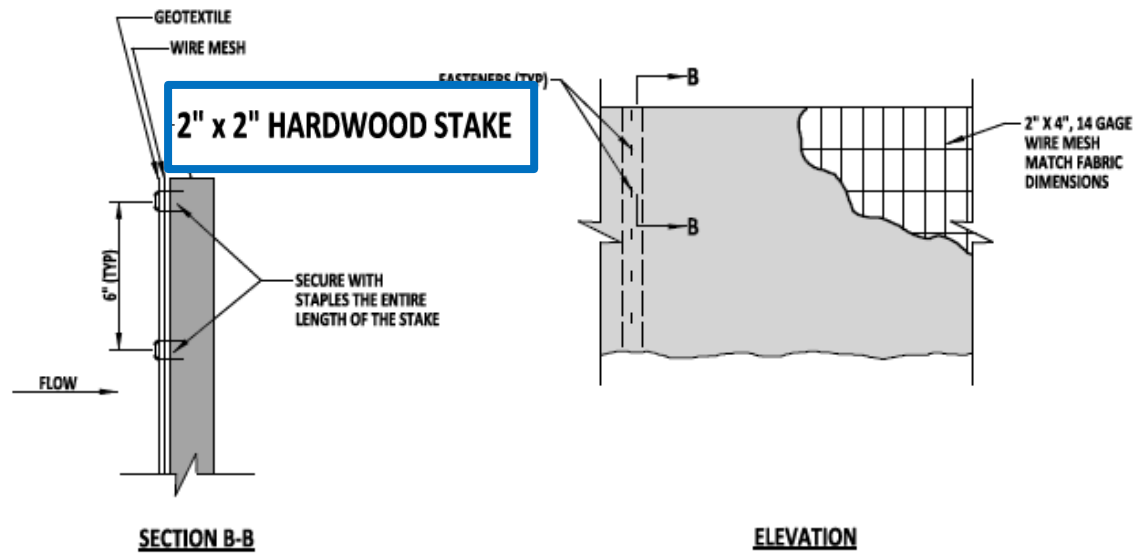 GEOTEXTILE
WIRE MESH
2" x 2" HARDWOOD STAKE
FASTENERS (TYP)
B
B
2" X 4", 14 GAGE
WIRE MESH
MATCH FABRIC
DIMENSIONS
6" (TYP)
SECURE WITH
STAPLES THE ENTIRE
LENGTH OF THE STAKE
FLOW
SECTION B-B
ELEVATION